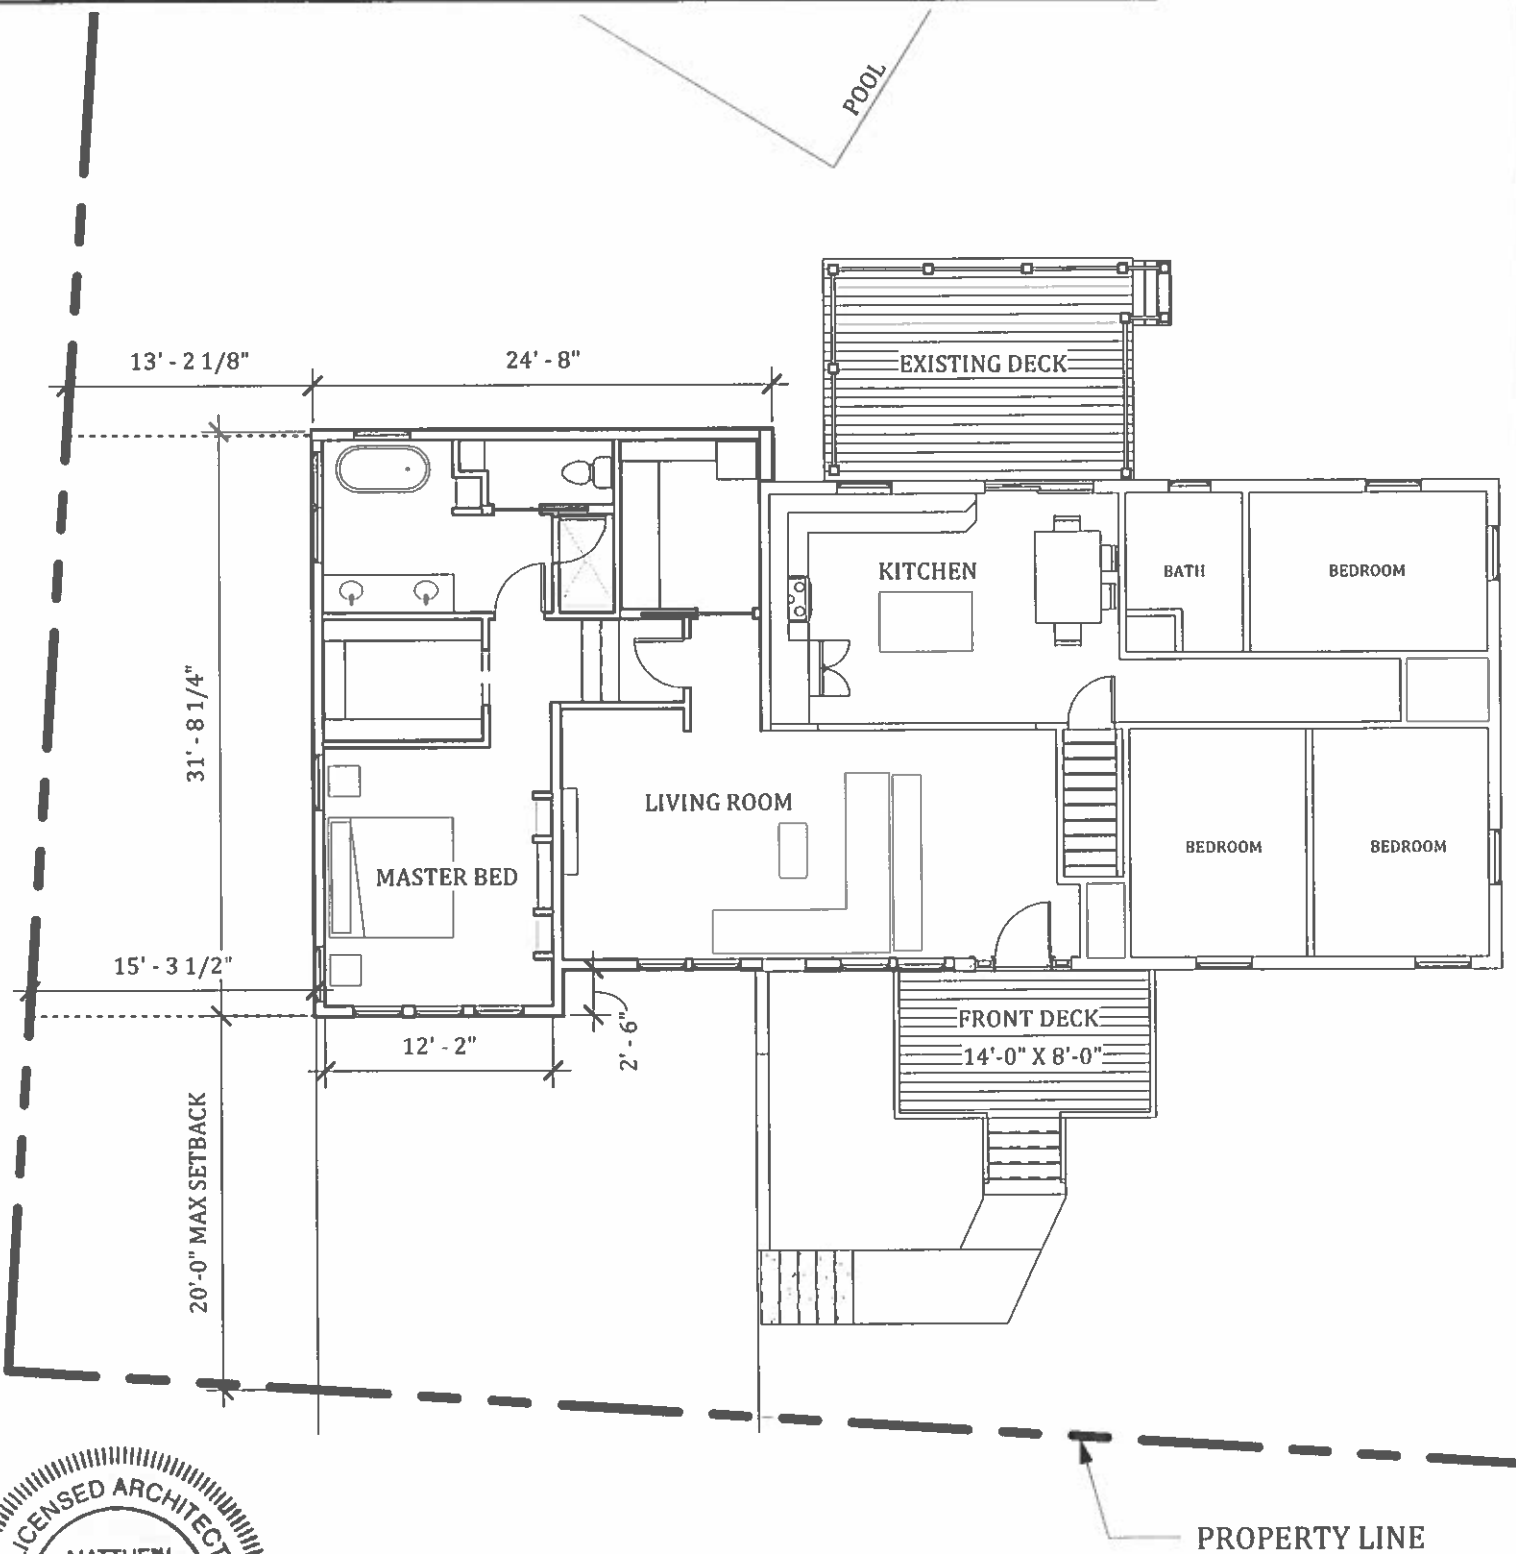 POOL
13' - 2 1/8"
24' - 8"
EXISTING DECK
KITCHEN
BATH
BEDROOM
31' - 8 1/4"
LIVING ROOM
BEDROOM
BEDROOM
MASTER BED
15' - 3 1/2"
12' - 2"
2' - 6"
FRONT DECK
14'-0" X 8'-0"
20'-0" MAX SETBACK
ARCHITECT
PROPERTY LINE